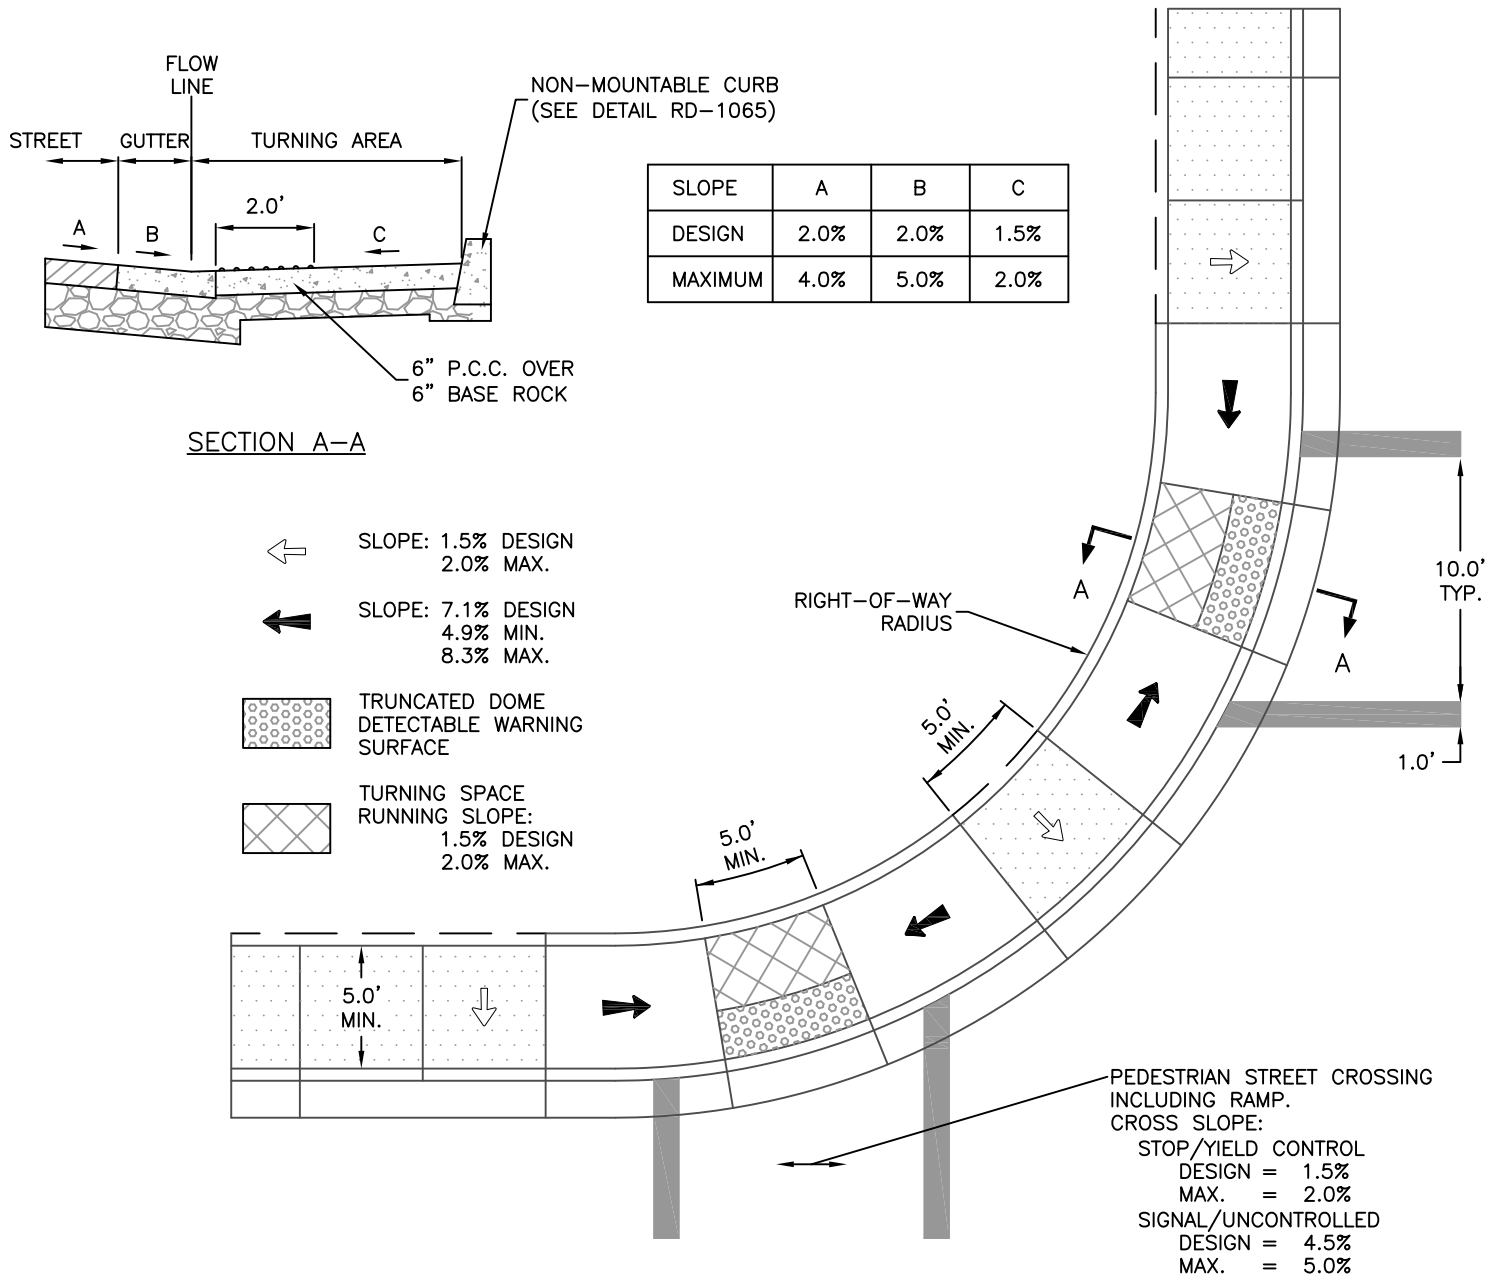 FLOW
LINE
STREET
GUTTER
TURNING AREA
NON-MOUNTABLE CURB
(SEE DETAIL RD-1065)
2.0'
A
B
C
6" P.C.C. OVER
6" BASE ROCK
SECTION A-A
SLOPE A B C
DESIGN 2.0% 2.0% 1.5%
MAXIMUM 4.0% 5.0% 2.0%
SLOPE: 1.5% DESIGN
2.0% MAX.
SLOPE: 7.1% DESIGN
4.9% MIN.
8.3% MAX.
TRUNCATED DOME
DETECTABLE WARNING
SURFACE
TURNING SPACE
RUNNING SLOPE:
1.5% DESIGN
2.0% MAX.
RIGHT-OF-WAY
RADIUS
A
A
10.0'
TYP.
1.0'
5.0'
MIN.
5.0'
MIN.
5.0'
MIN.
PEDESTRIAN STREET CROSSING
INCLUDING RAMP.
CROSS SLOPE:
STOP/YIELD CONTROL
DESIGN = 1.5%
MAX. = 2.0%
SIGNAL/UNCONTROLLED
DESIGN = 4.5%
MAX. = 5.0%